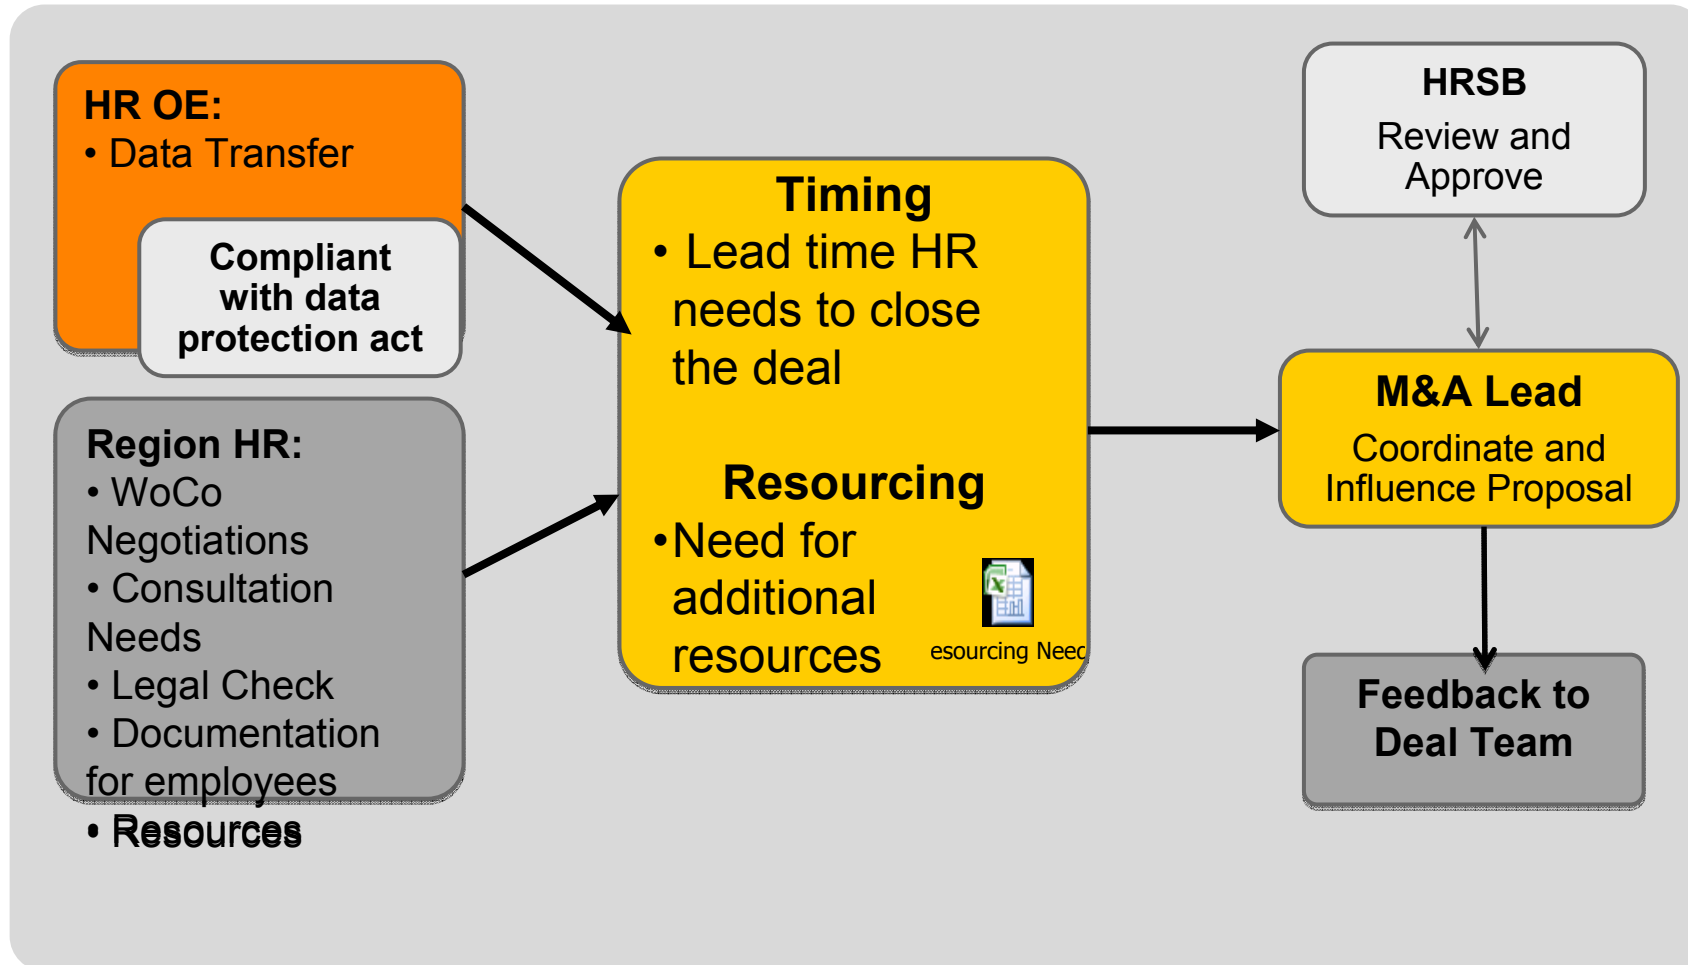 HR OE:
• Data Transfer
Compliant
with data
protection act
Region HR:
• WoCo
Negotiations
• Consultation
Needs
• Legal Check
• Documentation
for employees
• Resources
Timing
• Lead time HR
needs to close
the deal
Resourcing
•Need for
additional
resources
esourcing Neec
HRSB
Review and
Approve
M&A Lead
Coordinate and
Influence Proposal
Feedback to
Deal Team